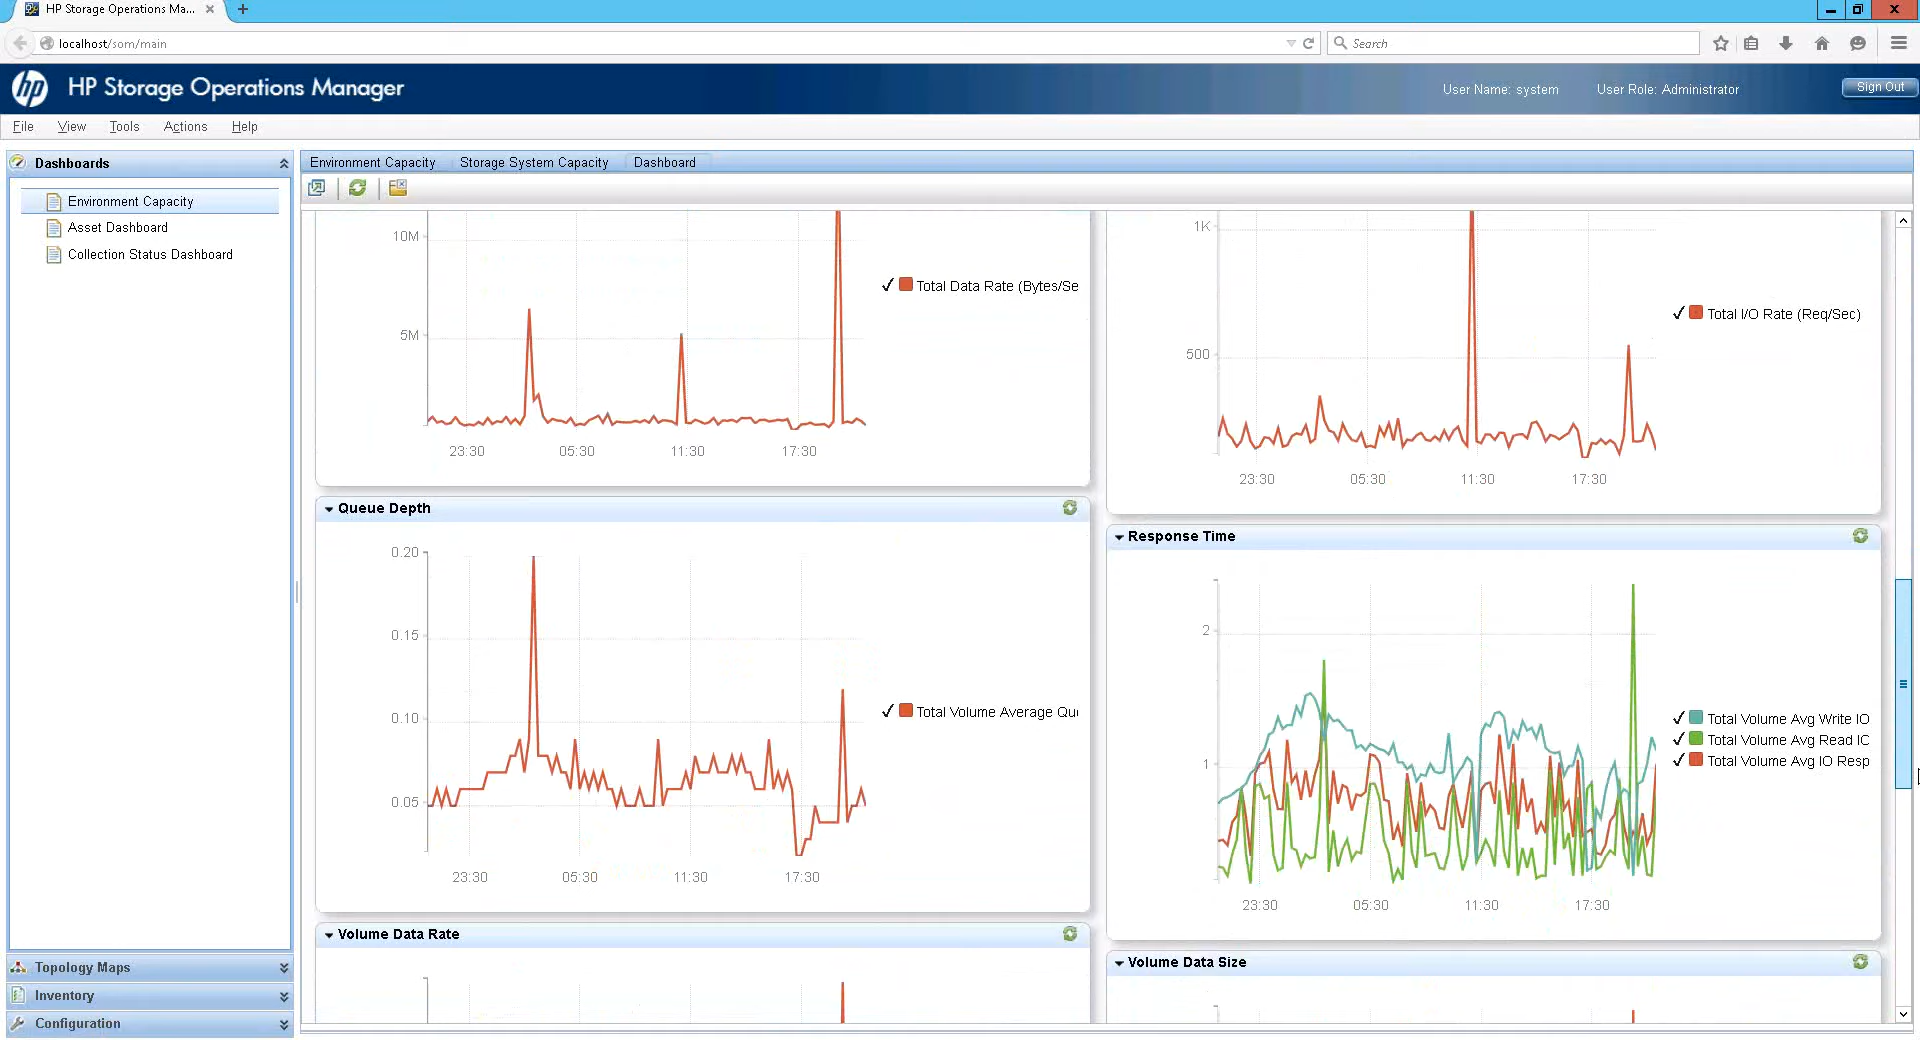 HP Storage Operations Ma...
localhost/som/main
Search
hp
HP Storage Operations Manager
User Name: system
User Role: Administrator
Sign Out
File View Tools Actions Help
Dashboards
Environment Capacity
Asset Dashboard
Collection Status Dashboard
Topology Maps
Inventory
Configuration
Environment Capacity
Storage System Capacity
Dashboard
10M
5M
23:30 05:30 11:30 17:30
Total Data Rate (Bytes/Se
1K
500
23:30 05:30 11:30 17:30
Total I/O Rate (Req/Sec)
Queue Depth
0.20
0.15
0.10
0.05
23:30 05:30 11:30 17:30
Total Volume Average Qu
Response Time
2
1
23:30 05:30 11:30 17:30
Total Volume Avg Write IO
Total Volume Avg Read IC
Total Volume Avg IO Resp
Volume Data Rate
Volume Data Size